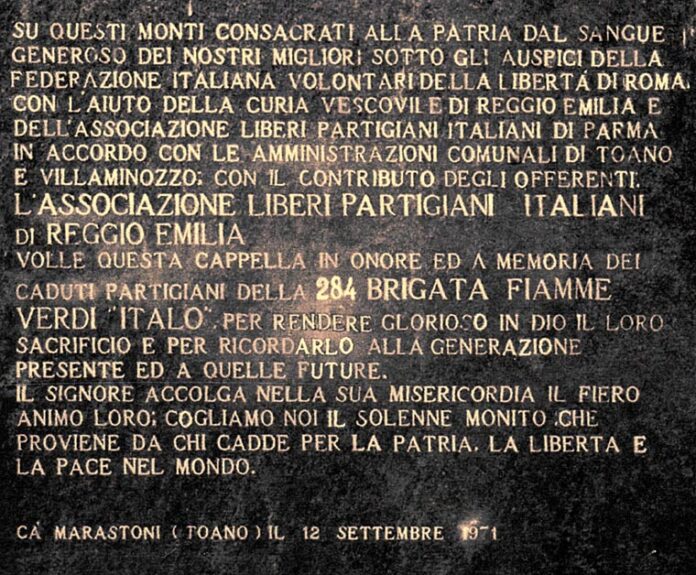 SU QUESTI MONTI CONSACRATI ALLA PATRIA DAL SANGUE
GENEROSO DEI NOSTRI MIGLIORI SOTTO GLI AUSPICI DELLA
FEDERAZIONE ITALIANA VOLONTARI DELLA LIBERTÁ DI ROMA.
CON L'AIUTO DELLA CURIA VESCOVILE DI REGGIO EMILIA E
DELL'ASSOCIAZIONE LIBERI PARTIGIANI ITALIANI DI PARMA
IN ACCORDO CON LE AMMINISTRAZIONI COMUNALI DI TOANO
E VILLAMINOZZO; CON IL CONTRIBUTO DEGLI OFFERENTI.
L'ASSOCIAZIONE LIBERI PARTIGIANI ITALIANI
DI REGGIO EMILIA
VOLLE QUESTA CAPPELLA IN ONORE ED A MEMORIA DEI
CADUTI PARTIGIANI DELLA 284 BRIGATA FIAMME
VERDI "ITALO". PER RENDERE GLORIOSO IN DIO IL LORO
SACRIFICIO E PER RICORDARLO ALLA GENERAZIONE
PRESENTE ED A QUELLE FUTURE.
IL SIGNORE ACCOLGA NELLA SUA MISERICORDIA IL FIERO
ANIMO LORO; COGLIAMO NOI IL SOLENNE MONITO .CHE
PROVIENE DA CHI CADDE PER LA PATRIA. LA LIBERTA E
LA PACE NEL MONDO.
CA' MARASTONI (TOANO) IL 12 SETTEMBRE 1971